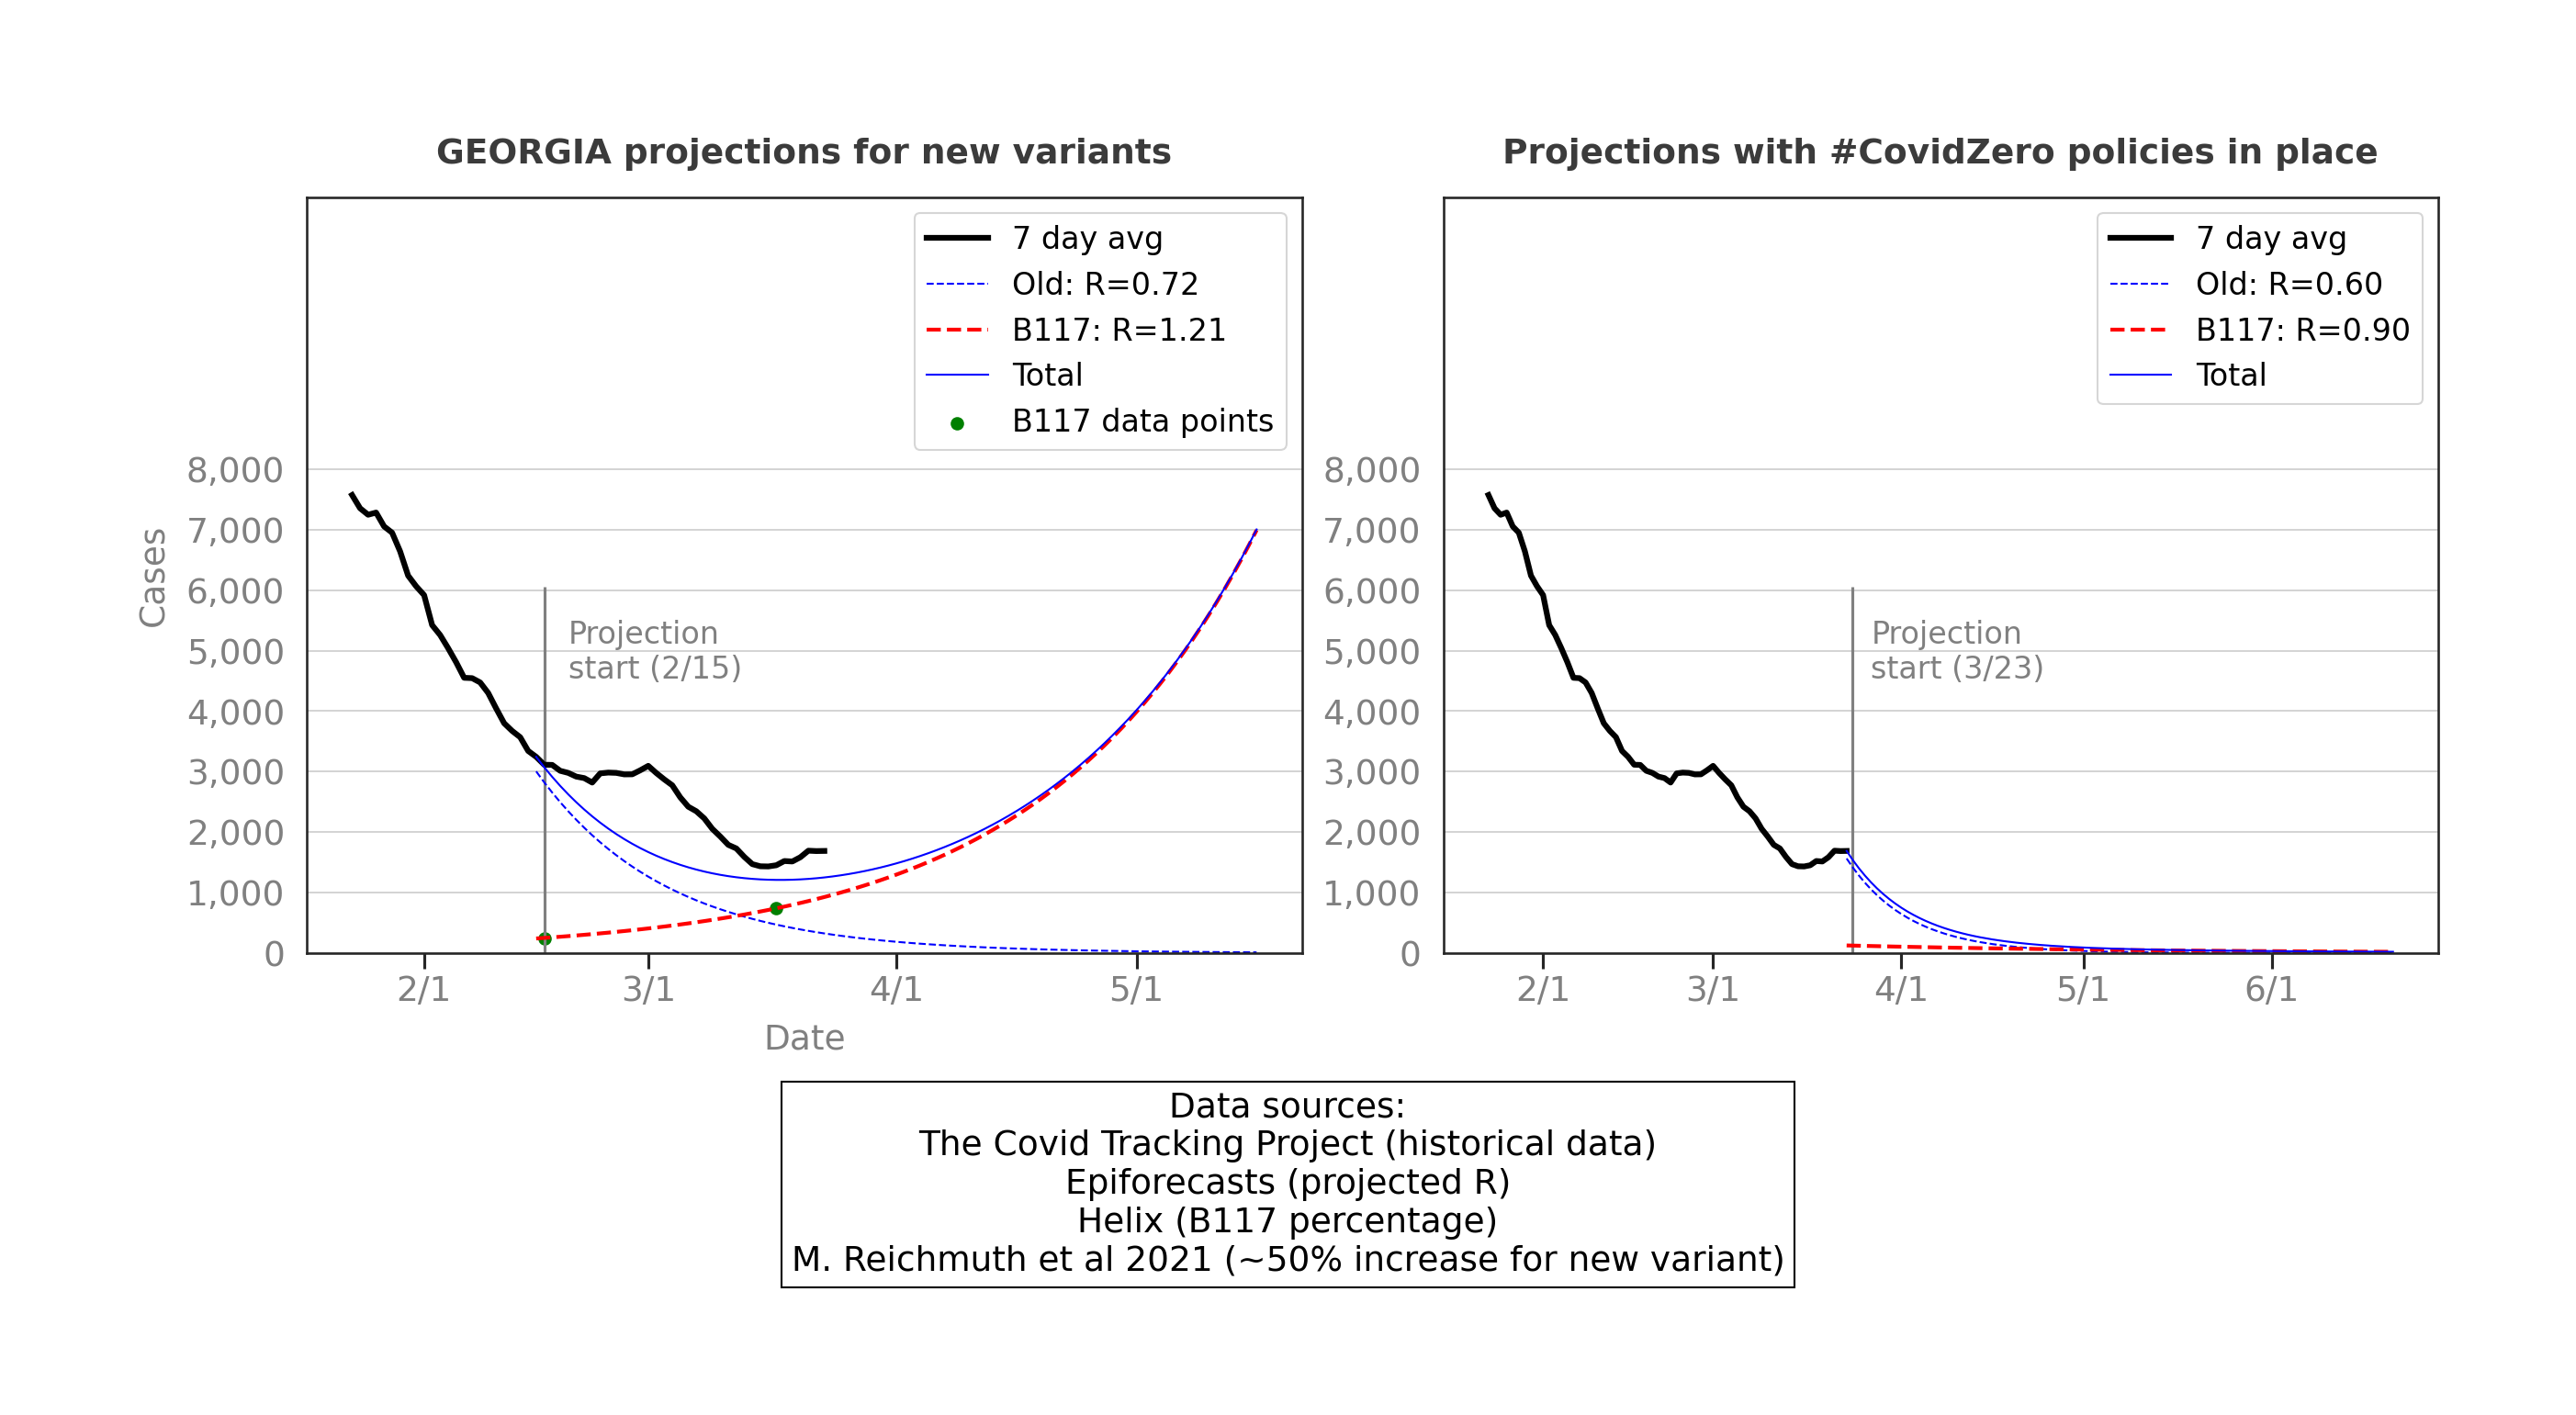 GEORGIA projections for new variants
7 day avg
Old: R=0.72
B117: R=1.21
Total
B117 data points
8,000
7,000
6,000
5,000
4,000
3,000
2,000
1,000
0
Cases
Projection
start (2/15)
2/1
3/1
4/1
5/1
Date
Projections with #CovidZero policies in place
7 day avg
Old: R=0.60
B117: R=0.90
Total
8,000
7,000
6,000
5,000
4,000
3,000
2,000
1,000
0
Projection
start (3/23)
2/1
3/1
4/1
5/1
6/1
Data sources:
The Covid Tracking Project (historical data)
Epiforecasts (projected R)
Helix (B117 percentage)
M. Reichmuth et al 2021 (~50% increase for new variant)